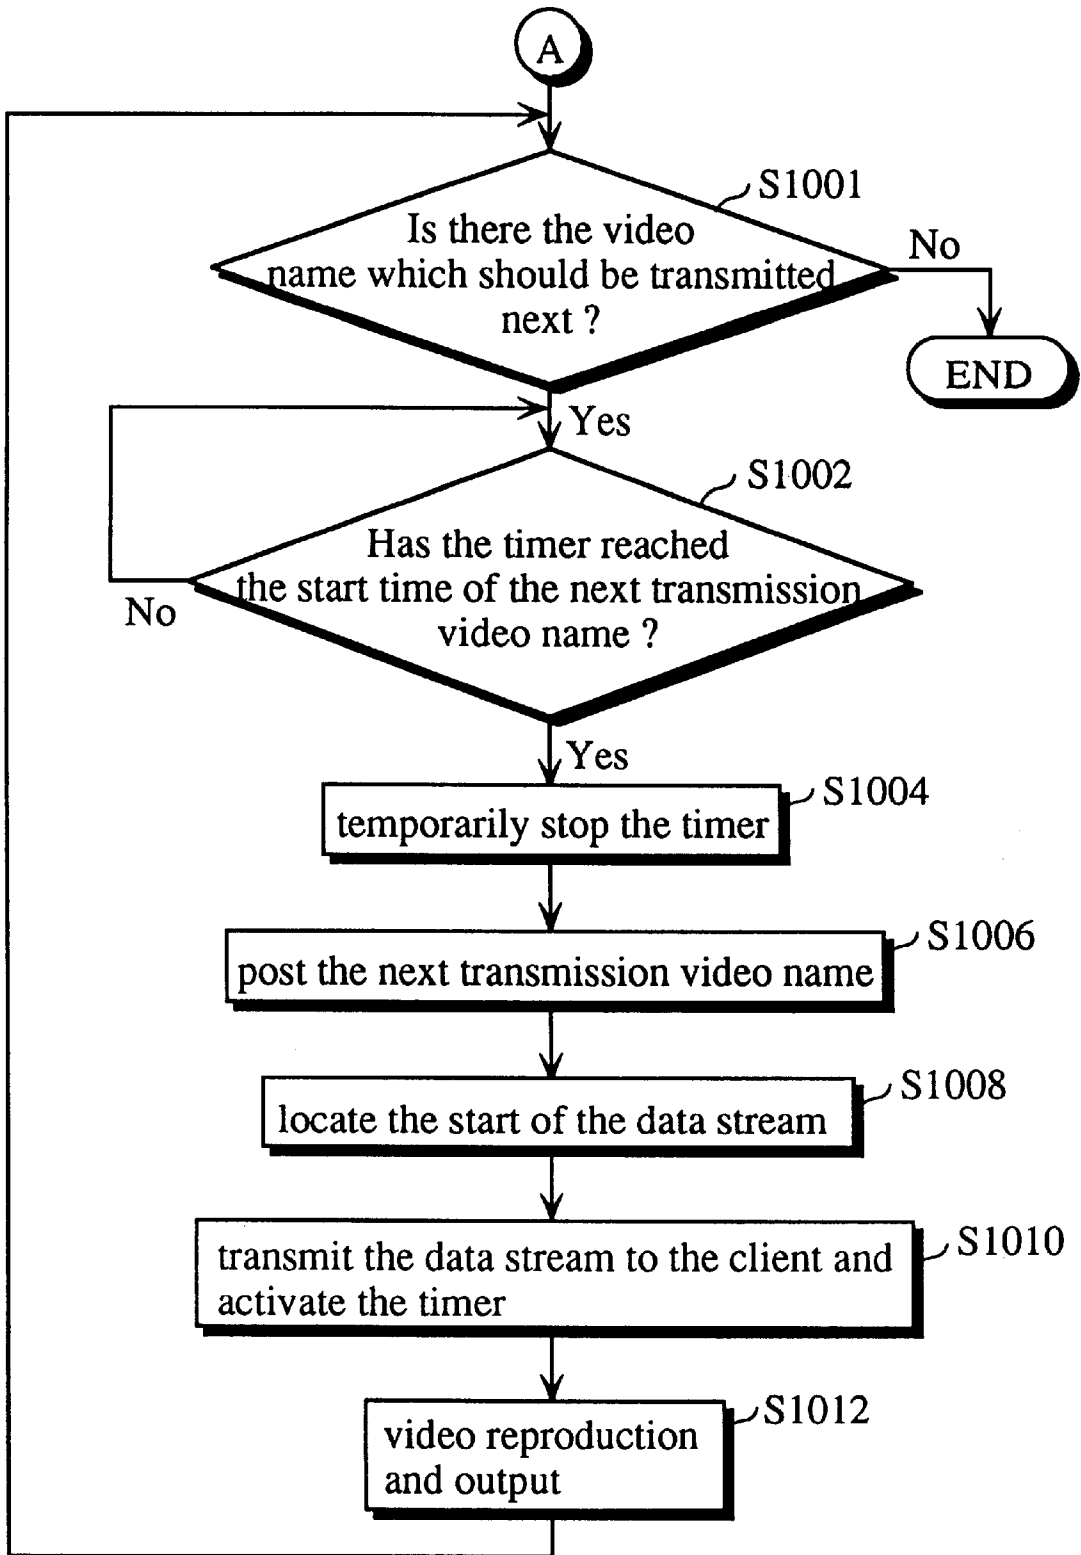 A
S1001
Is there the video
name which should be transmitted
next ?
No
END
Yes
S1002
Has the timer reached
the start time of the next transmission
video name ?
No
Yes
S1004
temporarily stop the timer
S1006
post the next transmission video name
S1008
locate the start of the data stream
S1010
transmit the data stream to the client and
activate the timer
S1012
video reproduction
and output